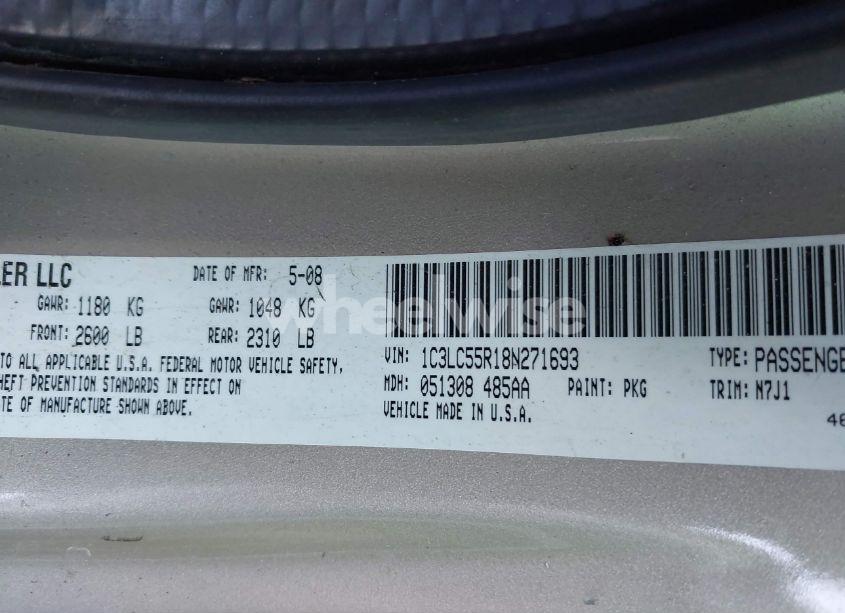 LER LLC
DATE OF MFR: 5-08
GAWR: 1180 KG
GAWR: 1048 KG
FRONT: 2600 LB
REAR: 2310 LB
TO ALL APPLICABLE U.S.A. FEDERAL MOTOR VEHICLE SAFETY,
HEFT PREVENTION STANDARDS IN EFFECT ON
TE OF MANUFACTURE SHOWN ABOVE.
VIN: 1C3LC55R18N271693
TYPE: PASSENGE
MDH: 051308 485AA
PAINT: PKG
TRIM: N7J1
VEHICLE MADE IN U.S.A.
46
wheelwise